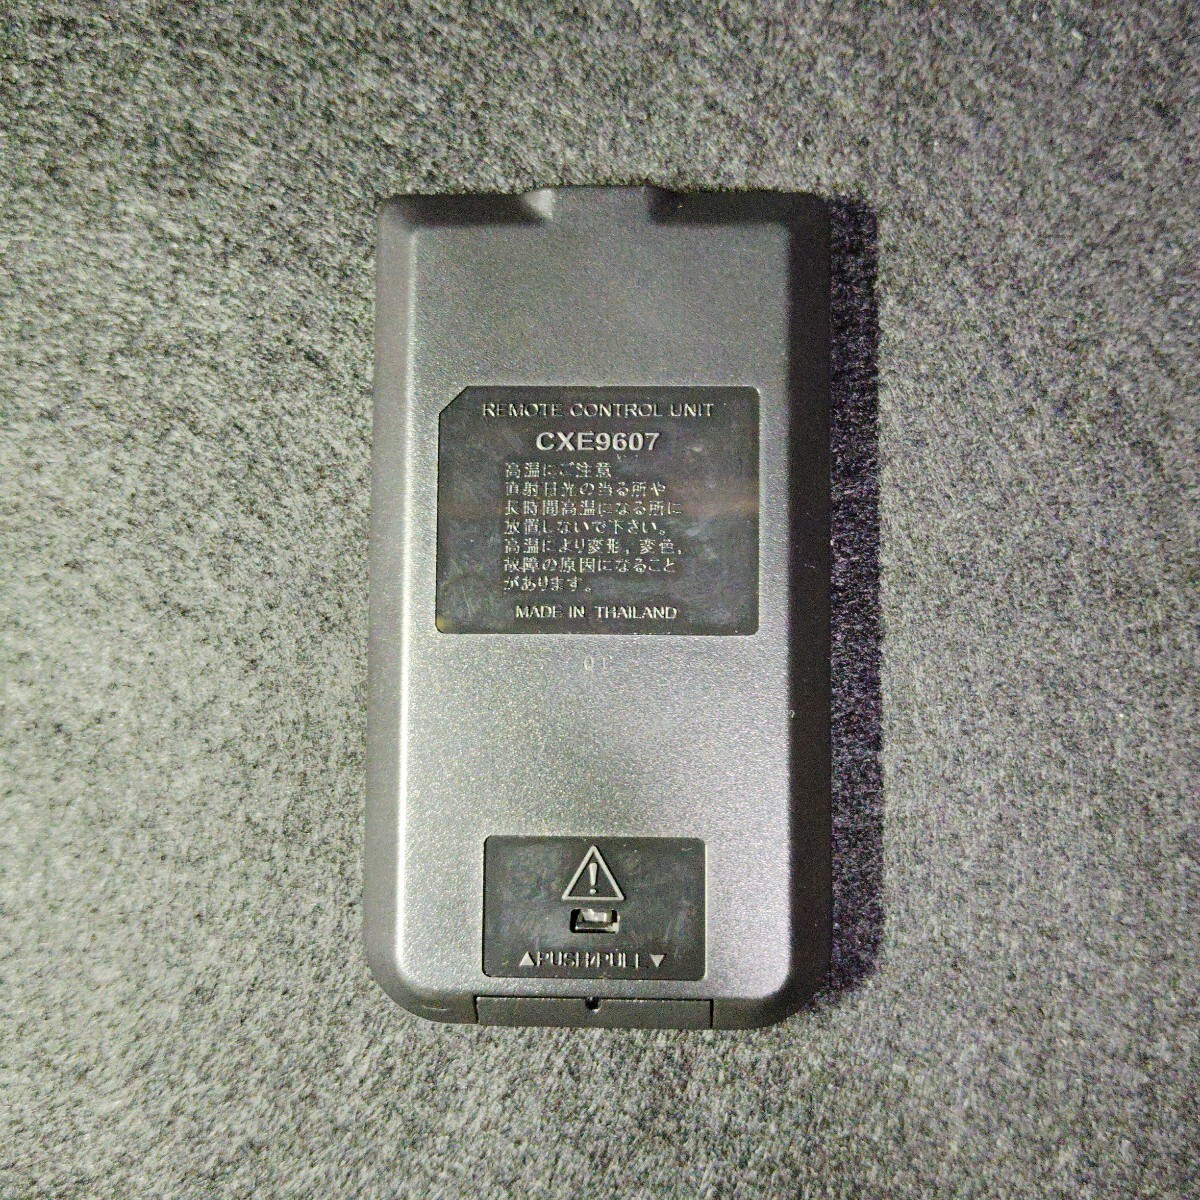 REMOTE CONTROL UNIT
CXE9607
高温にご注意
直射日光の当る所や
長時間高温になる所に
放置しないで下さい。
高温により変形，変色，
故障の原因になること
があります。
MADE IN THAILAND
▲PUSH/PULL▼